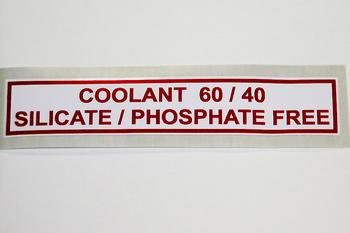 COOLANT 60 / 40
SILICATE / PHOSPHATE FREE